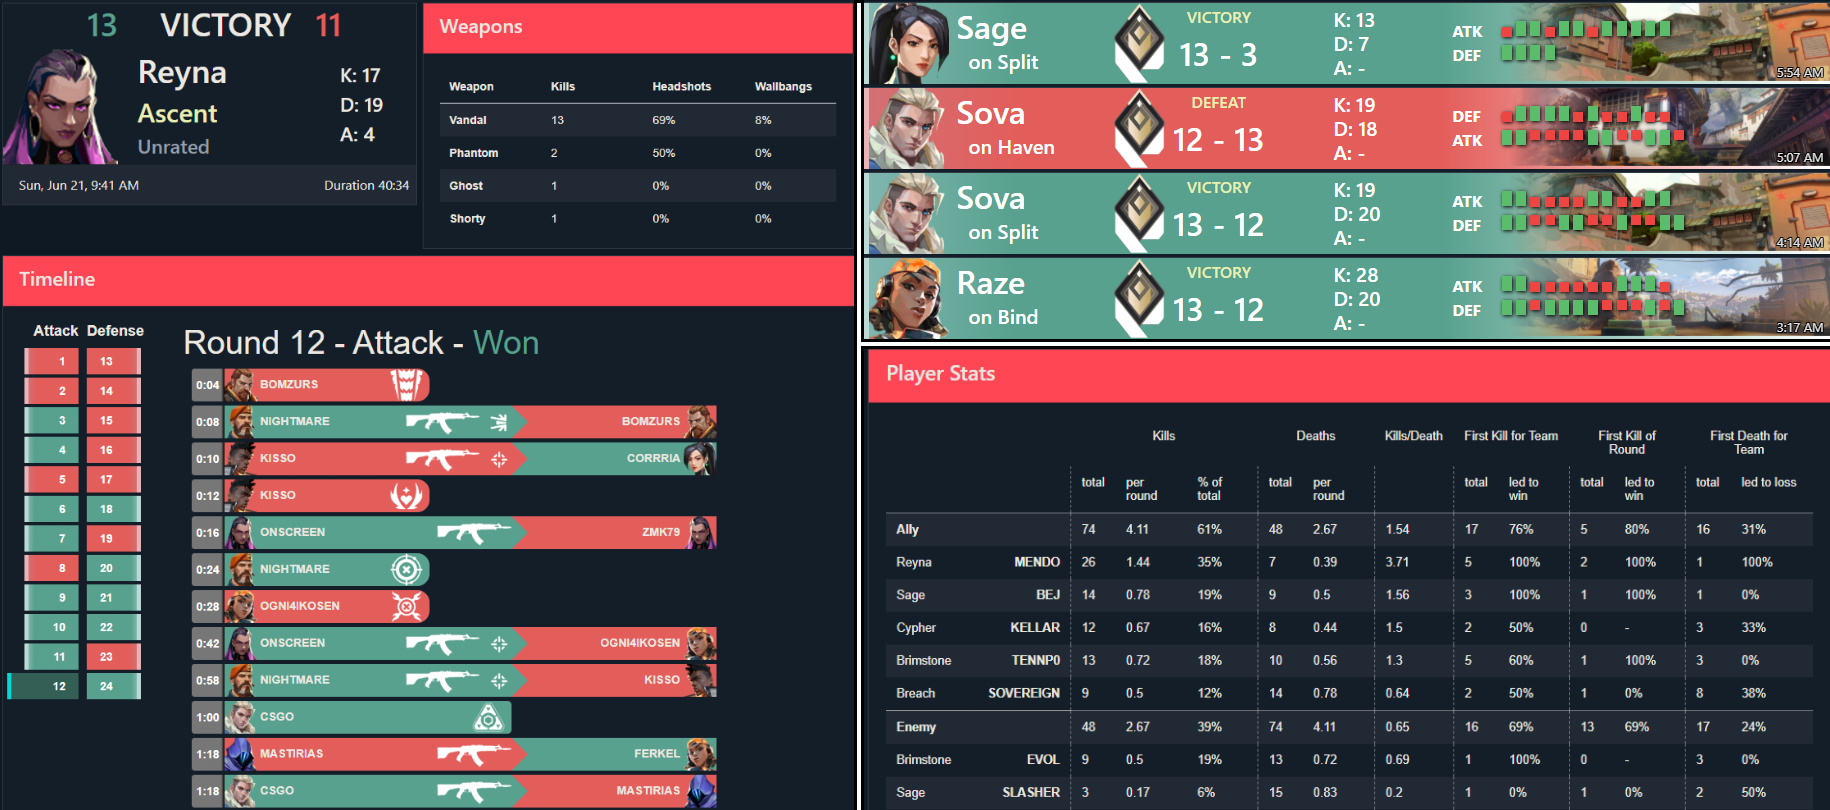 13 VICTORY 11
Reyna
Ascent
Unrated
K: 17
D: 19
A: 4
Sun, Jun 21, 9:41 AM Duration 40:34
Weapons
Weapon Kills Headshots Wallbangs
Vandal 13 69% 8%
Phantom 2 50% 0%
Ghost 1 0% 0%
Shorty 1 0% 0%
Timeline
Attack Defense
1 13
2 14
3 15
4 16
5 17
6 18
7 19
8 20
9 21
10 22
11 23
12 24
Round 12 - Attack - Won
0:04 BOMZURS
0:08 NIGHTMARE BOMZURS
0:10 KISSO CORRRIA
0:12 KISSO
0:16 ONSCREEN ZMK79
0:24 NIGHTMARE
0:28 OGNI4IKOSEN
0:42 ONSCREEN OGNI4IKOSEN
0:58 NIGHTMARE KISSO
1:00 CSGO
1:18 MASTIRIAS FERKEL
1:18 CSGO MASTIRIAS
Sage
on Split
VICTORY
13 - 3
K: 13
D: 7
A: -
ATK
DEF
5:54 AM
Sova
on Haven
DEFEAT
12 - 13
K: 19
D: 18
A: -
DEF
ATK
5:07 AM
Sova
on Split
VICTORY
13 - 12
K: 19
D: 20
A: -
ATK
DEF
4:14 AM
Raze
on Bind
VICTORY
13 - 12
K: 28
D: 20
A: -
ATK
DEF
3:17 AM
Player Stats
Kills Deaths Kills/Death First Kill for Team First Kill of Round First Death for Team
total per round % of total total per round total led to win total led to win total led to loss
Ally 74 4.11 61% 48 2.67 1.54 17 76% 5 80% 16 31%
Reyna MENDO 26 1.44 35% 7 0.39 3.71 5 100% 2 100% 1 100%
Sage BEJ 14 0.78 19% 9 0.5 1.56 3 100% 1 100% 1 0%
Cypher KELLAR 12 0.67 16% 8 0.44 1.5 2 50% 0 - 3 33%
Brimstone TENNP0 13 0.72 18% 10 0.56 1.3 5 60% 1 100% 3 0%
Breach SOVEREIGN 9 0.5 12% 14 0.78 0.64 2 50% 1 0% 8 38%
Enemy 48 2.67 39% 74 4.11 0.65 16 69% 13 69% 17 24%
Brimstone EVOL 9 0.5 19% 13 0.72 0.69 1 100% 0 - 3 0%
Sage SLASHER 3 0.17 6% 15 0.83 0.2 1 0% 1 0% 2 50%